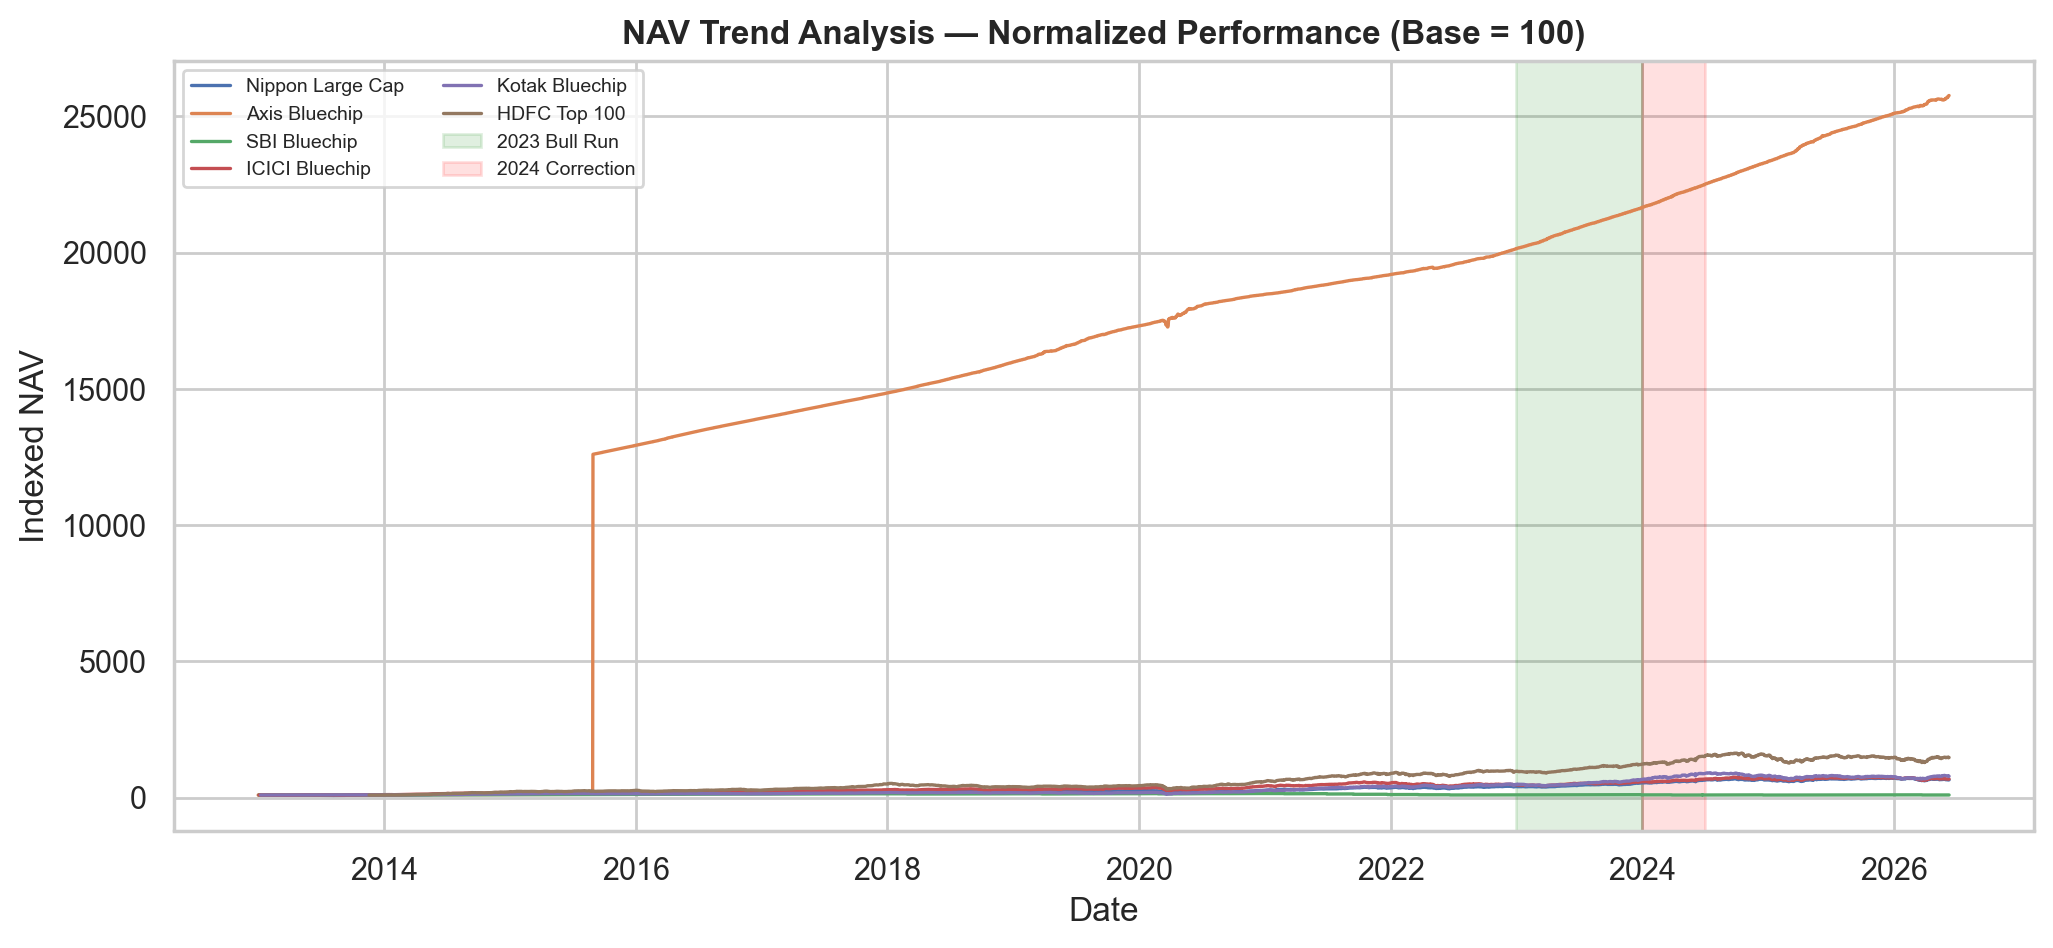 NAV Trend Analysis — Normalized Performance (Base = 100)
Nippon Large Cap
Axis Bluechip
SBI Bluechip
ICICI Bluechip
Kotak Bluechip
HDFC Top 100
2023 Bull Run
2024 Correction
Indexed NAV
25000
20000
15000
10000
5000
0
2014 2016 2018 2020 2022 2024 2026
Date